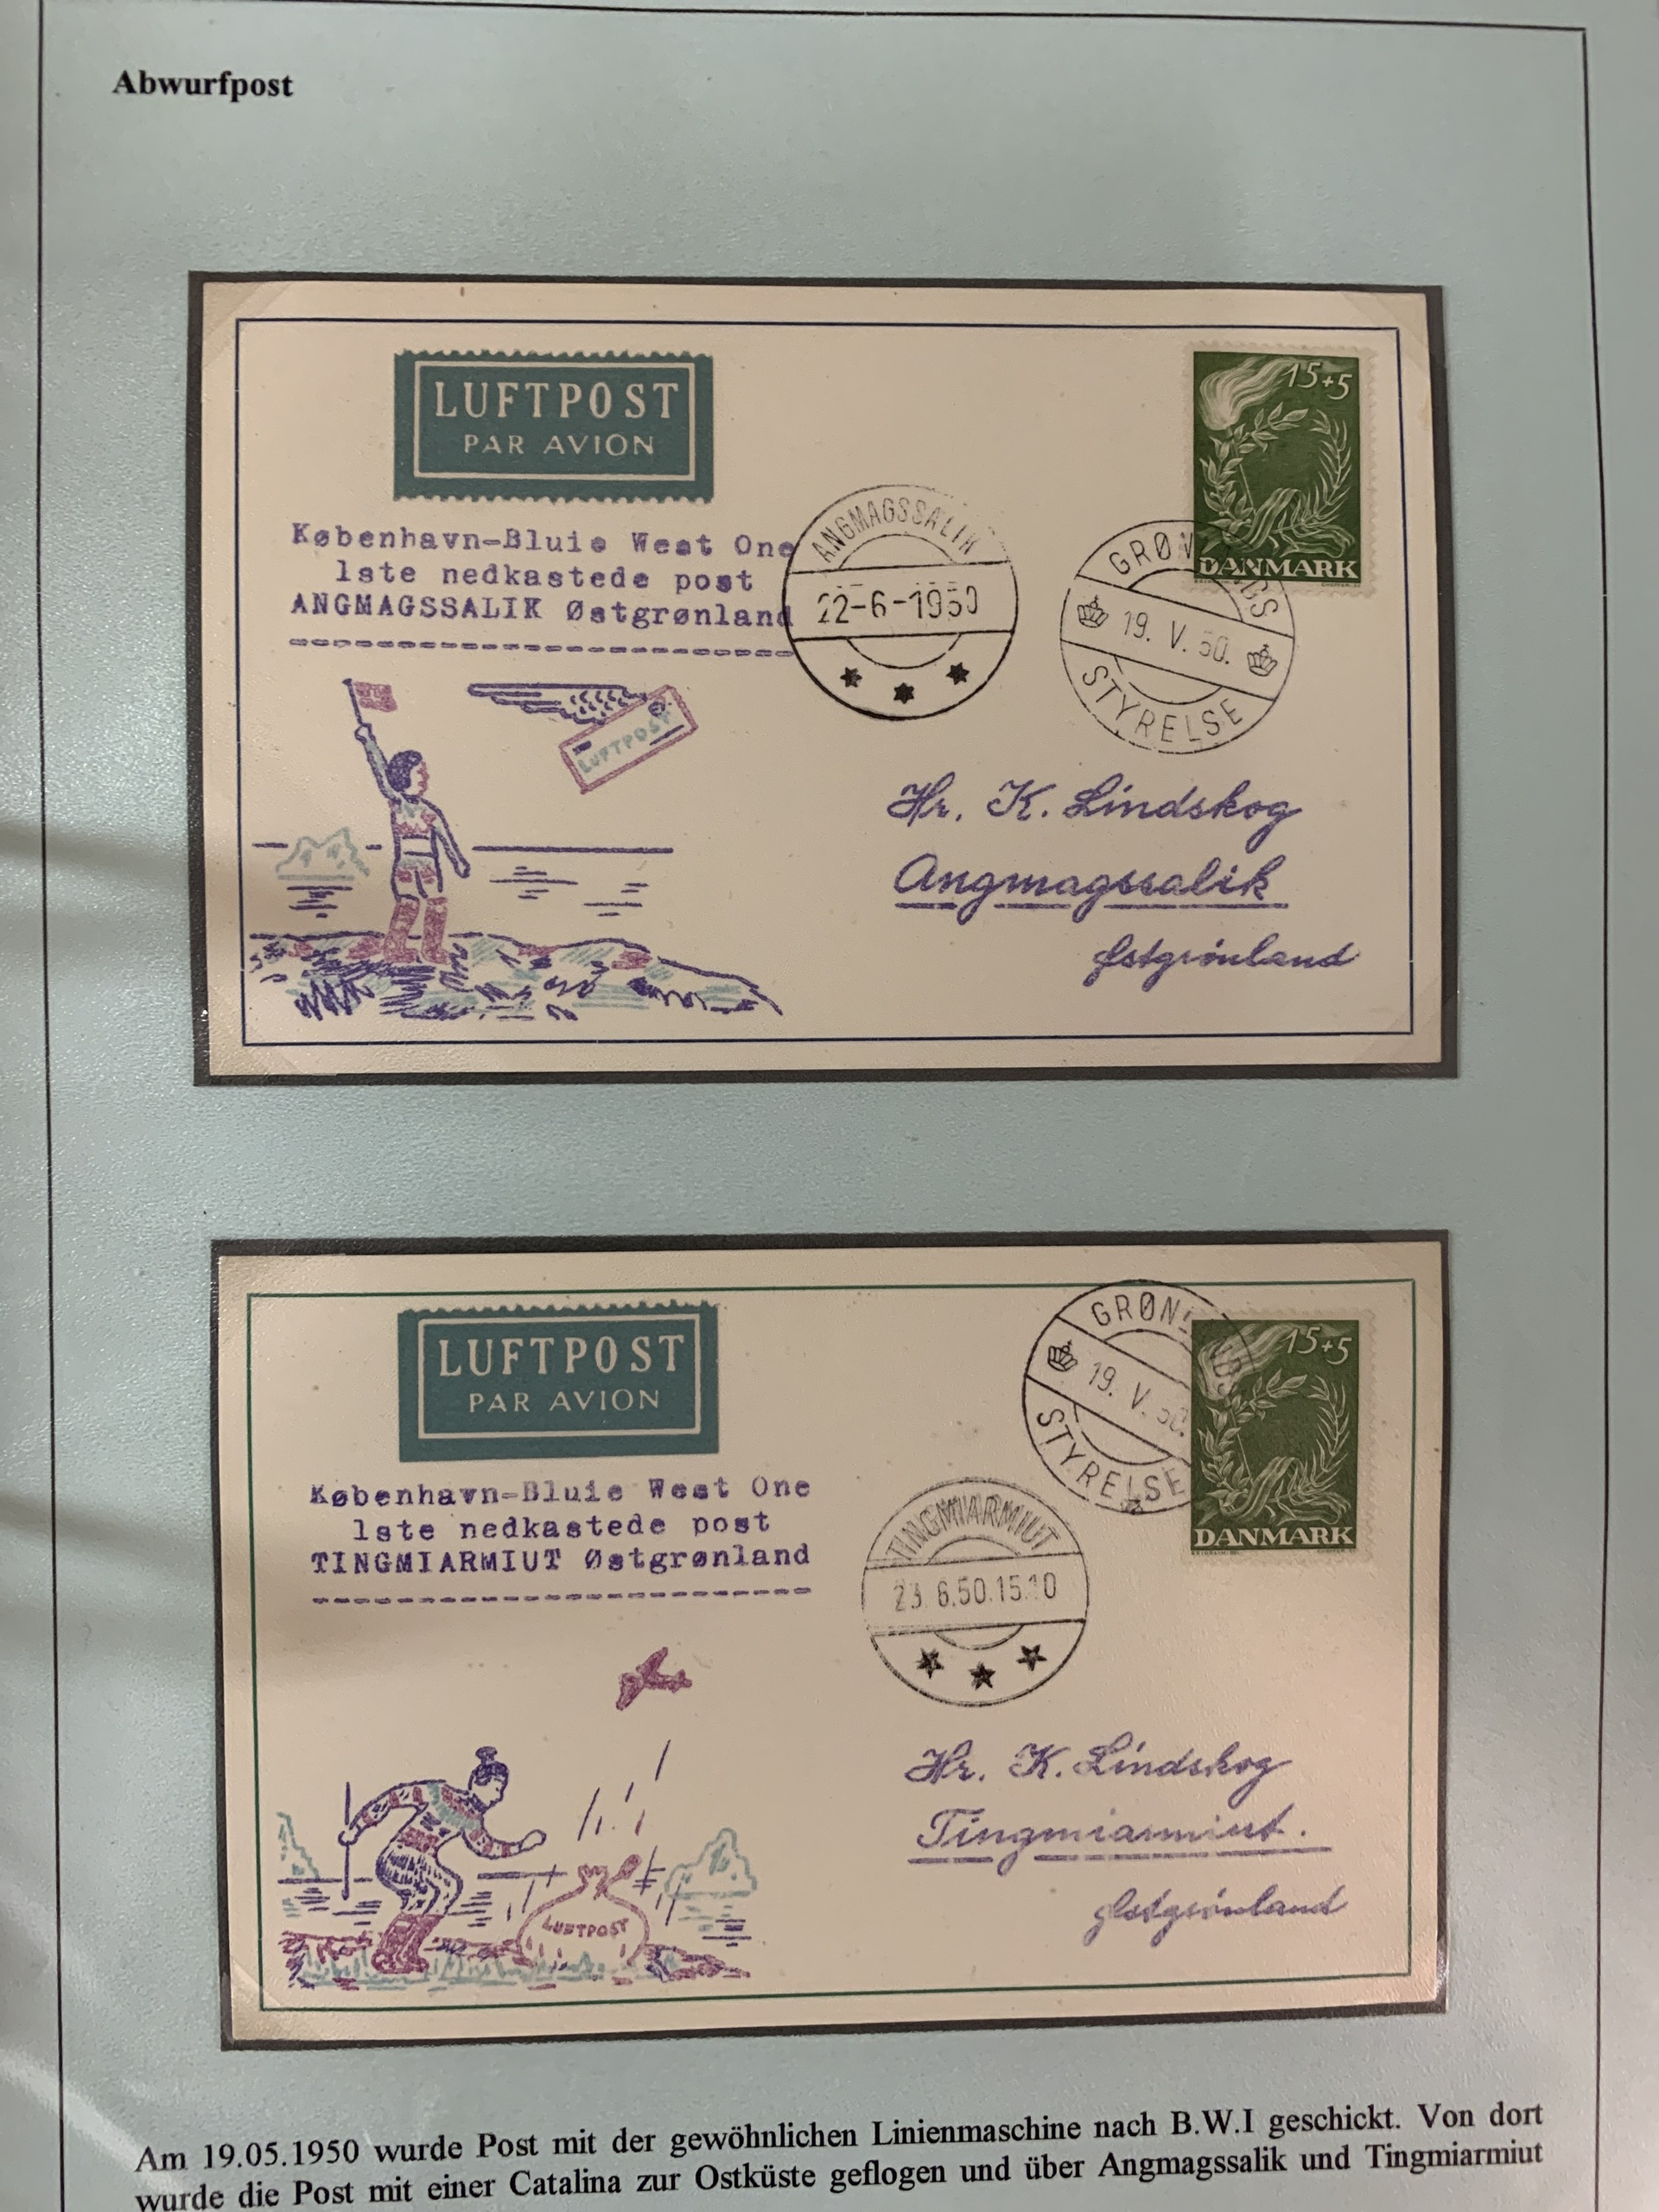 Abwurfpost
LUFTPOST
PAR AVION
15+5
DANMARK
København-Bluie West One
1ste nedkastede post
ANGMAGSSALIK Østgrønland
ANGMAGSSALIK
22-6-1950
GRØNLANDS
19. V. 50.
STYRELSE
LUFTPOST
Hr. K. Lindskog
Angmagssalik
Østgrønland
LUFTPOST
PAR AVION
GRØNLANDS
19. V. 50.
STYRELSE
15+5
DANMARK
København-Bluie West One
1ste nedkastede post
TINGMIARMIUT Østgrønland
TINGMIARMIUT
23.6.50.15.10
Hr. K. Lindskog
Tingmiarmiut.
Østgrønland
LUFTPOST
Am 19.05.1950 wurde Post mit der gewöhnlichen Linienmaschine nach B.W.I geschickt. Von dort
wurde die Post mit einer Catalina zur Ostküste geflogen und über Angmagssalik und Tingmiarmiut